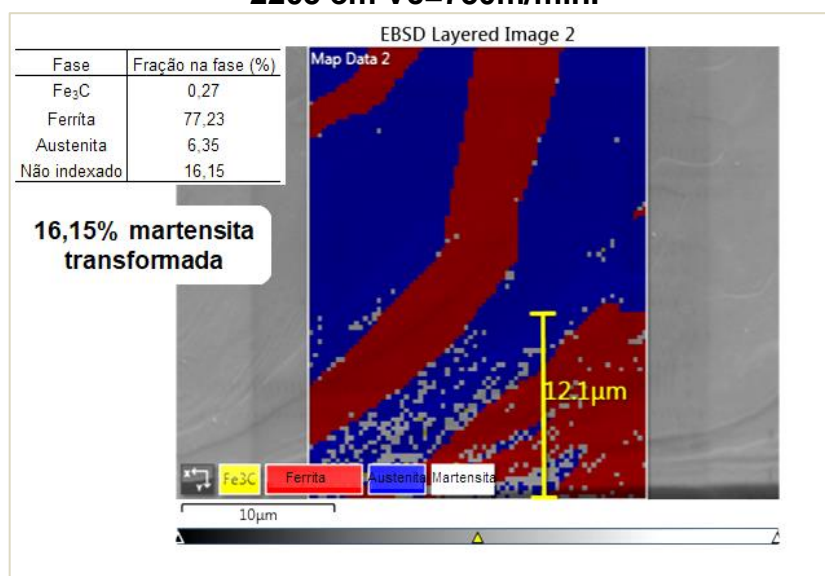 EBSD Layered Image 2
Fase Fração na fase (%)
Fe₃C 0,27
Ferríta 77,23
Austenita 6,35
Não indexado 16,15
Map Data 2
16,15% martensita
transformada
12.1µm
Fe3C Ferrita Austenita Martensita
10µm